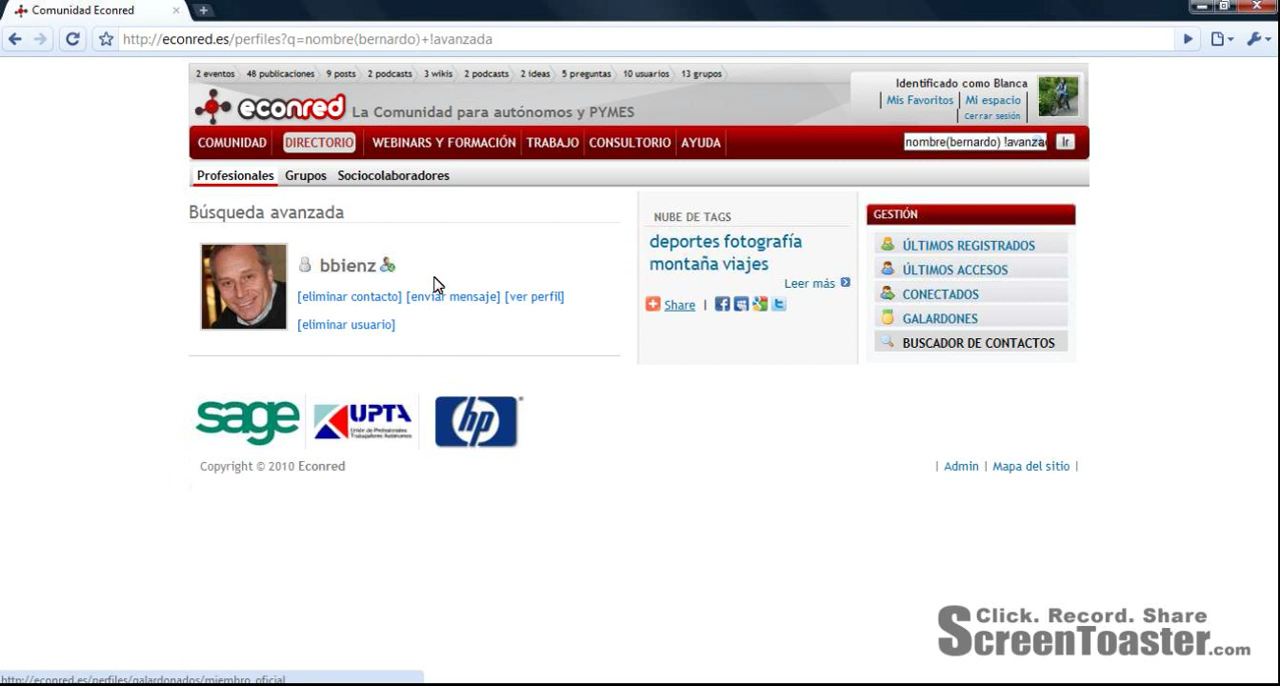 Comunidad Econred
http://econred.es/perfiles?q=nombre(bernardo)+!avanzada
2 eventos 48 publicaciones 9 posts 2 podcasts 3 wikis 2 podcasts 2 ideas 5 preguntas 10 usuarios 13 grupos
Identificado como Blanca
Mis Favoritos | Mi espacio
Cerrar sesión
econred La Comunidad para autónomos y PYMES
COMUNIDAD DIRECTORIO WEBINARS Y FORMACIÓN TRABAJO CONSULTORIO AYUDA
nombre(bernardo) !avanza Ir
Profesionales Grupos Sociocolaboradores
Búsqueda avanzada
bbienz
[eliminar contacto] [enviar mensaje] [ver perfil]
[eliminar usuario]
NUBE DE TAGS
deportes fotografía
montaña viajes
Leer más
Share |
GESTIÓN
ÚLTIMOS REGISTRADOS
ÚLTIMOS ACCESOS
CONECTADOS
GALARDONES
BUSCADOR DE CONTACTOS
sage
UPTA
Unión de Profesionales
Trabajadores Autónomos
hp
Copyright © 2010 Econred
| Admin | Mapa del sitio |
Click. Record. Share
ScreenToaster.com
http://econred.es/perfiles/galardonados/miembro_oficial